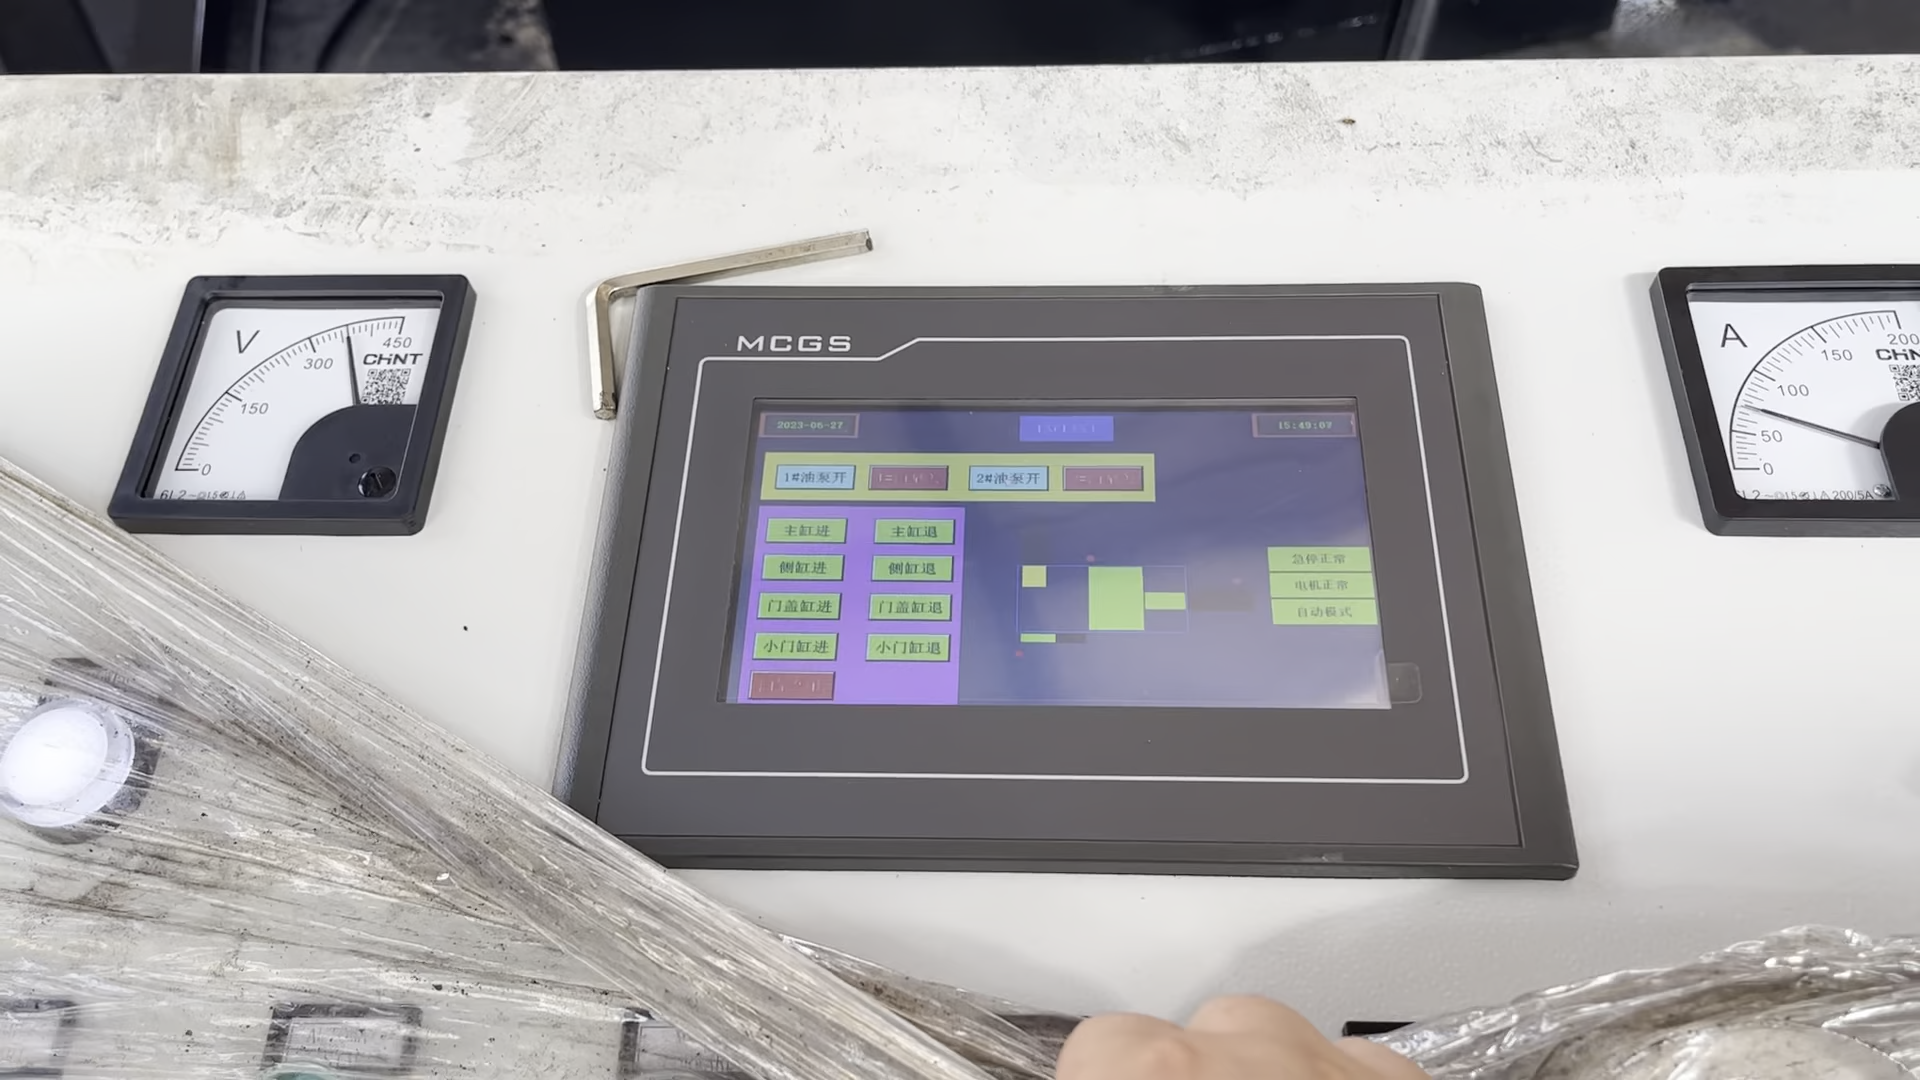 MCGS
V
0
150
300
450
CHNT
A
0
50
100
150
200
200/5A
2023-06-27
15:49:07
1#油泵开
2#油泵开
主缸进
主缸退
侧缸进
侧缸退
门盖缸进
门盖缸退
小门缸进
小门缸退
急停正常
电机正常
自动模式